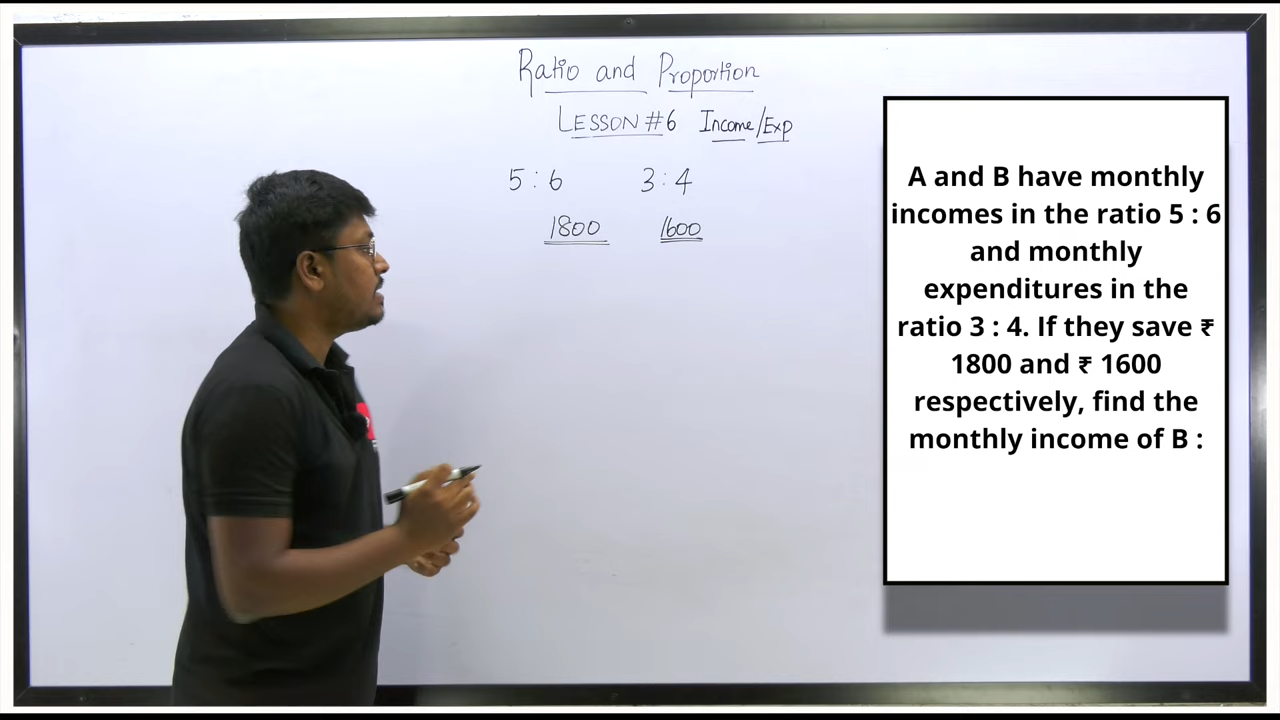 Ratio and Proportion
LESSON #6 Income/Exp
5 : 6 3 : 4
1800 1600
A and B have monthly
incomes in the ratio 5 : 6
and monthly
expenditures in the
ratio 3 : 4. If they save ₹
1800 and ₹ 1600
respectively, find the
monthly income of B :